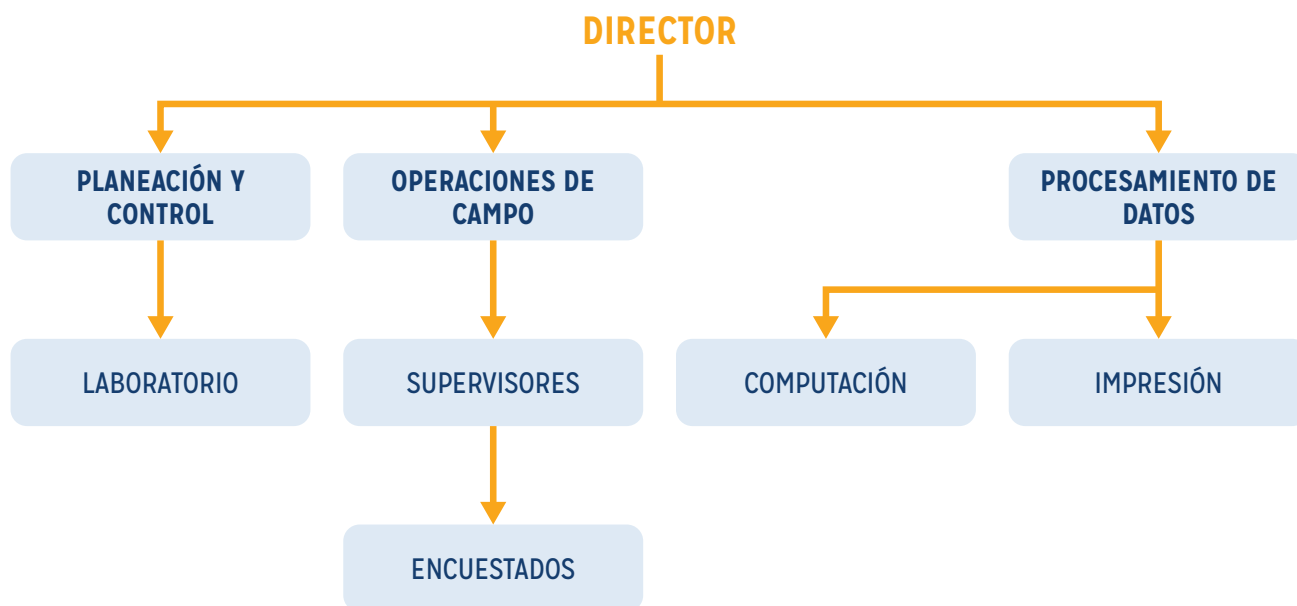 DIRECTOR
PLANEACIÓN Y
CONTROL
OPERACIONES DE
CAMPO
PROCESAMIENTO DE
DATOS
LABORATORIO
SUPERVISORES
COMPUTACIÓN
IMPRESIÓN
ENCUESTADOS